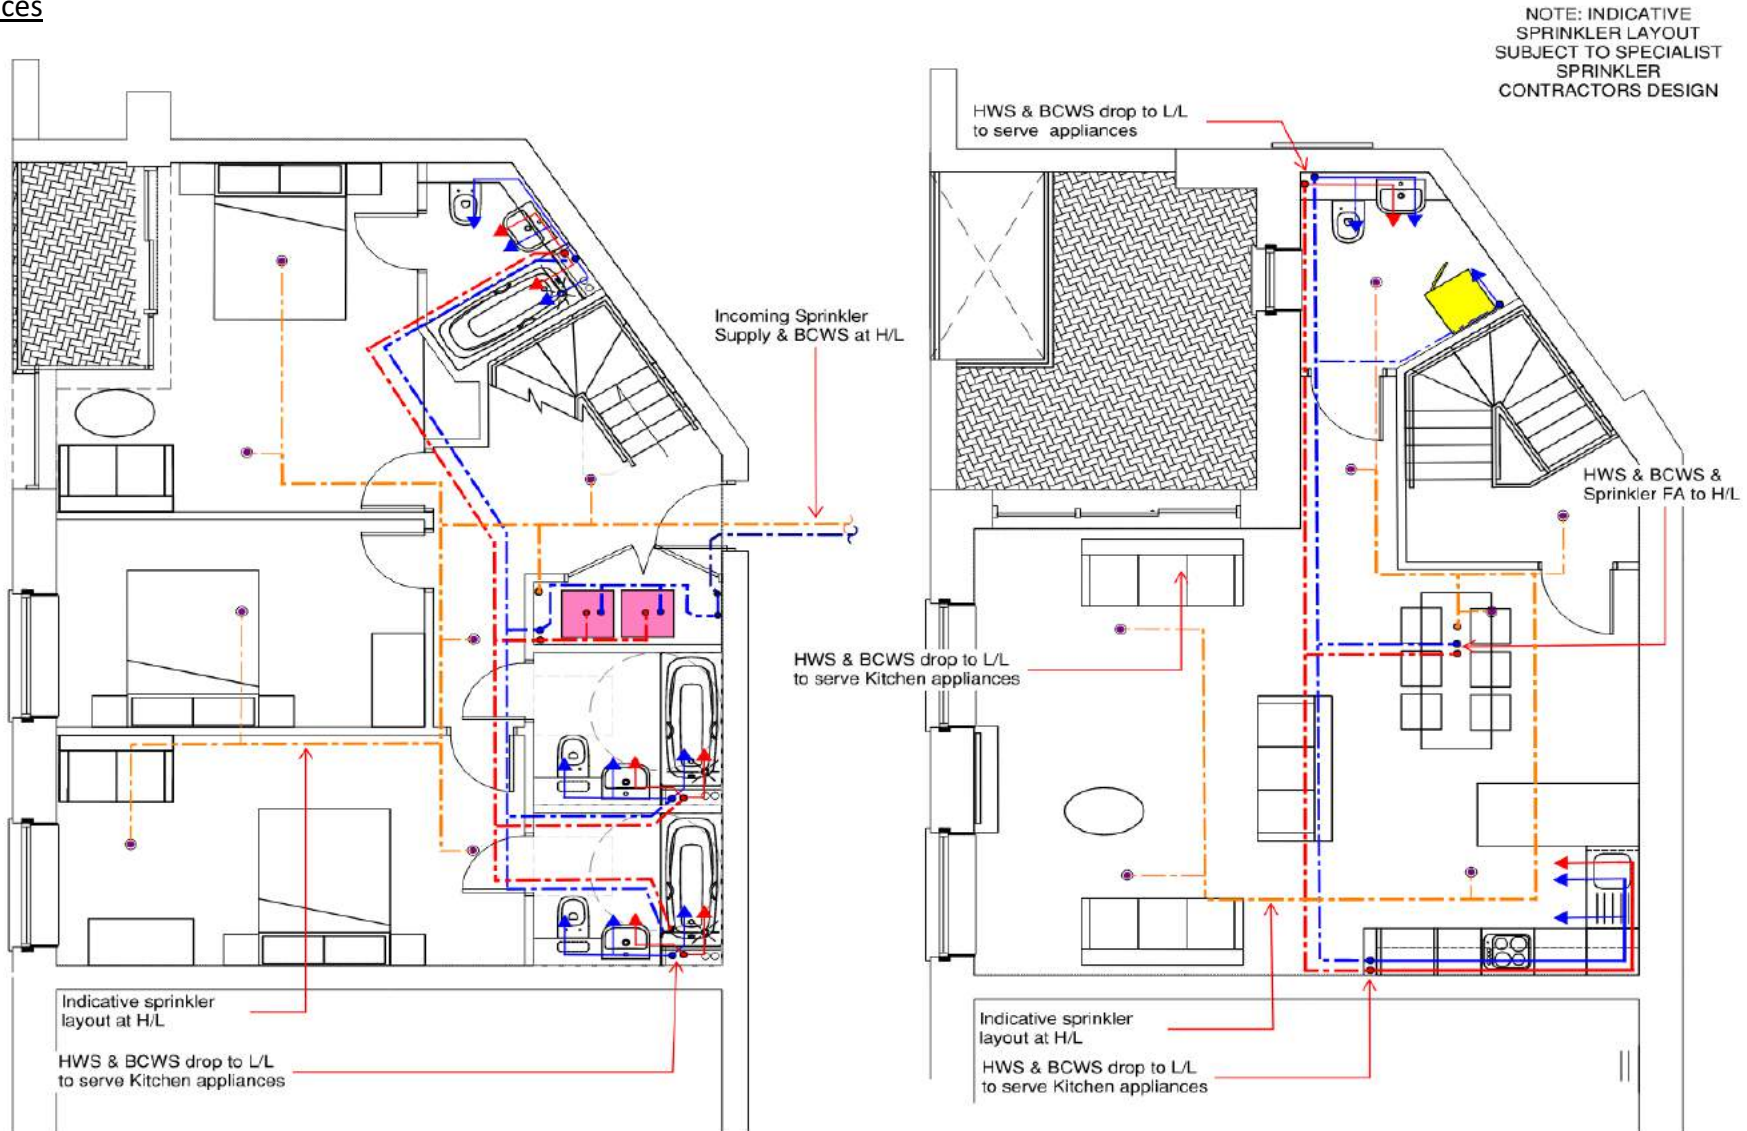 ces
NOTE: INDICATIVE
SPRINKLER LAYOUT
SUBJECT TO SPECIALIST
SPRINKLER
CONTRACTORS DESIGN
HWS & BCWS drop to L/L
to serve appliances
Incoming Sprinkler
Supply & BCWS at H/L
HWS & BCWS &
Sprinkler FA to H/L
HWS & BCWS drop to L/L
to serve Kitchen appliances
Indicative sprinkler
layout at H/L
HWS & BCWS drop to L/L
to serve Kitchen appliances
Indicative sprinkler
layout at H/L
HWS & BCWS drop to L/L
to serve Kitchen appliances